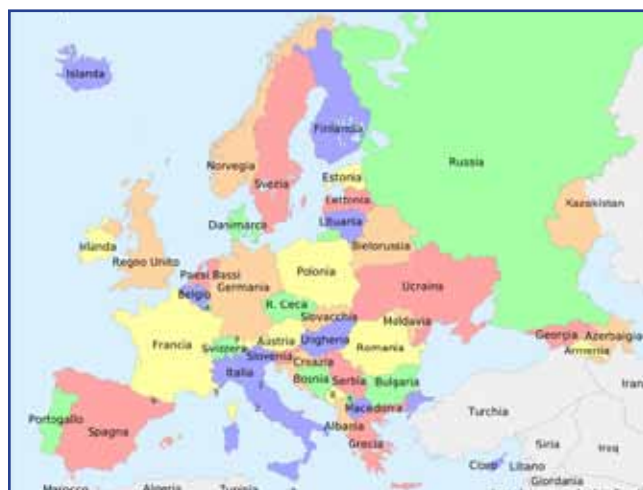 Islanda
Finlandia
Norvegia
Svezia
Russia
Estonia
Lettonia
Lituania
Danimarca
Kazakistan
Bielorussia
Irlanda
Regno Unito
Paesi Bassi
Polonia
Belgio
Germania
Ucraina
R. Ceca
Slovacchia
Moldavia
Francia
Svizzera
Austria
Ungheria
Romania
Slovenia
Croazia
Italia
Bosnia
Serbia
Bulgaria
Georgia
Azerbaigia
Armenia
Macedonia
Albania
Grecia
Portogallo
Spagna
Turchia
Iran
Siria
Iraq
Cipro
Libano
Giordania
Marocco
Algeria
Tunisia